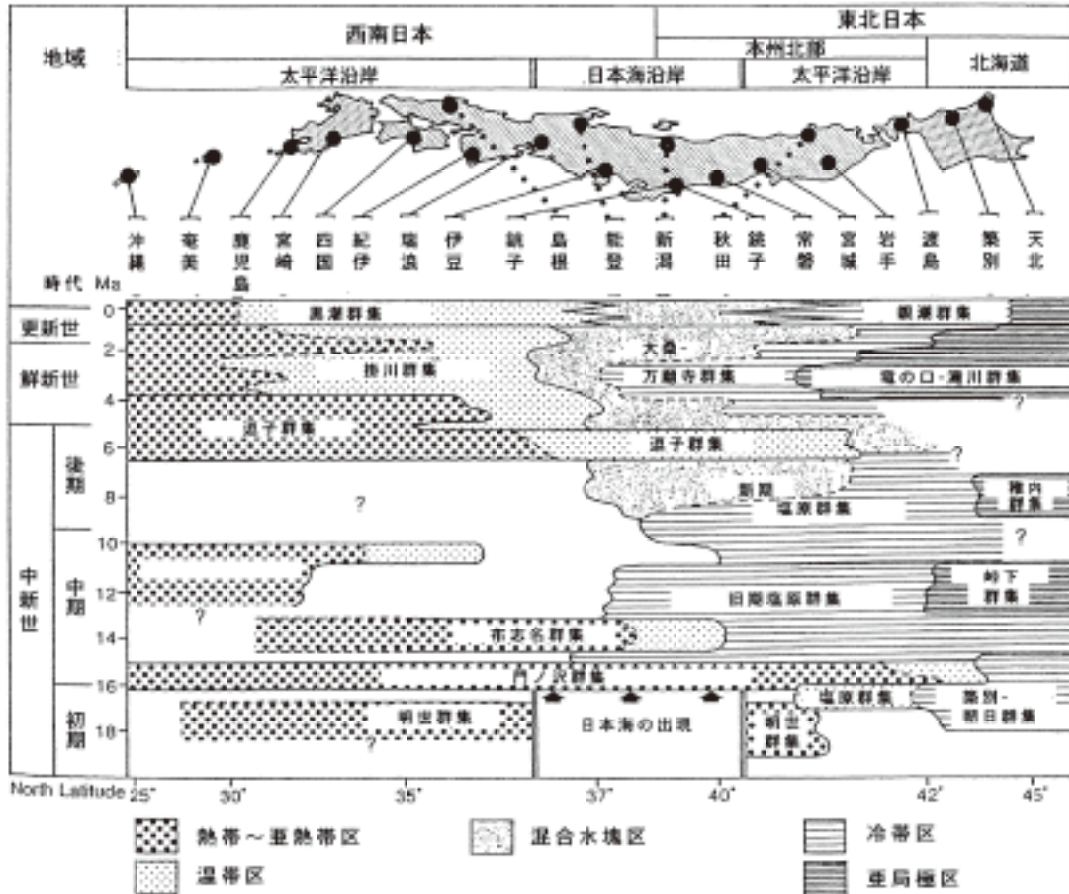 地域
西南日本
東北日本
本州北部
北海道
太平洋沿岸
日本海沿岸
太平洋沿岸
沖縄
奄美
鹿児島
宮崎
四国
紀伊
瑞浪
伊豆
銚子
島根
能登
新潟
秋田
銚子
常磐
宮城
岩手
渡島
築別
天北
時代 Ma
更新世
鮮新世
中新世
後期
中期
初期
0
2
4
6
8
10
12
14
16
18
黒潮群集
親潮群集
大桑
掛川群集
万願寺群集
竜の口-滝川群集
?
逗子群集
逗子群集
?
?
新期
塩原群集
稚内
群集
?
旧期塩原群集
峠下
群集
?
布志名群集
門ノ沢群集
明世群集
?
日本海の出現
明世
群集
塩原群集
築別-
朝日群集
North Latitude 25° 30° 35° 37° 40° 42° 45°
熱帯～亜熱帯区
混合水塊区
冷帯区
温帯区
亜局極区